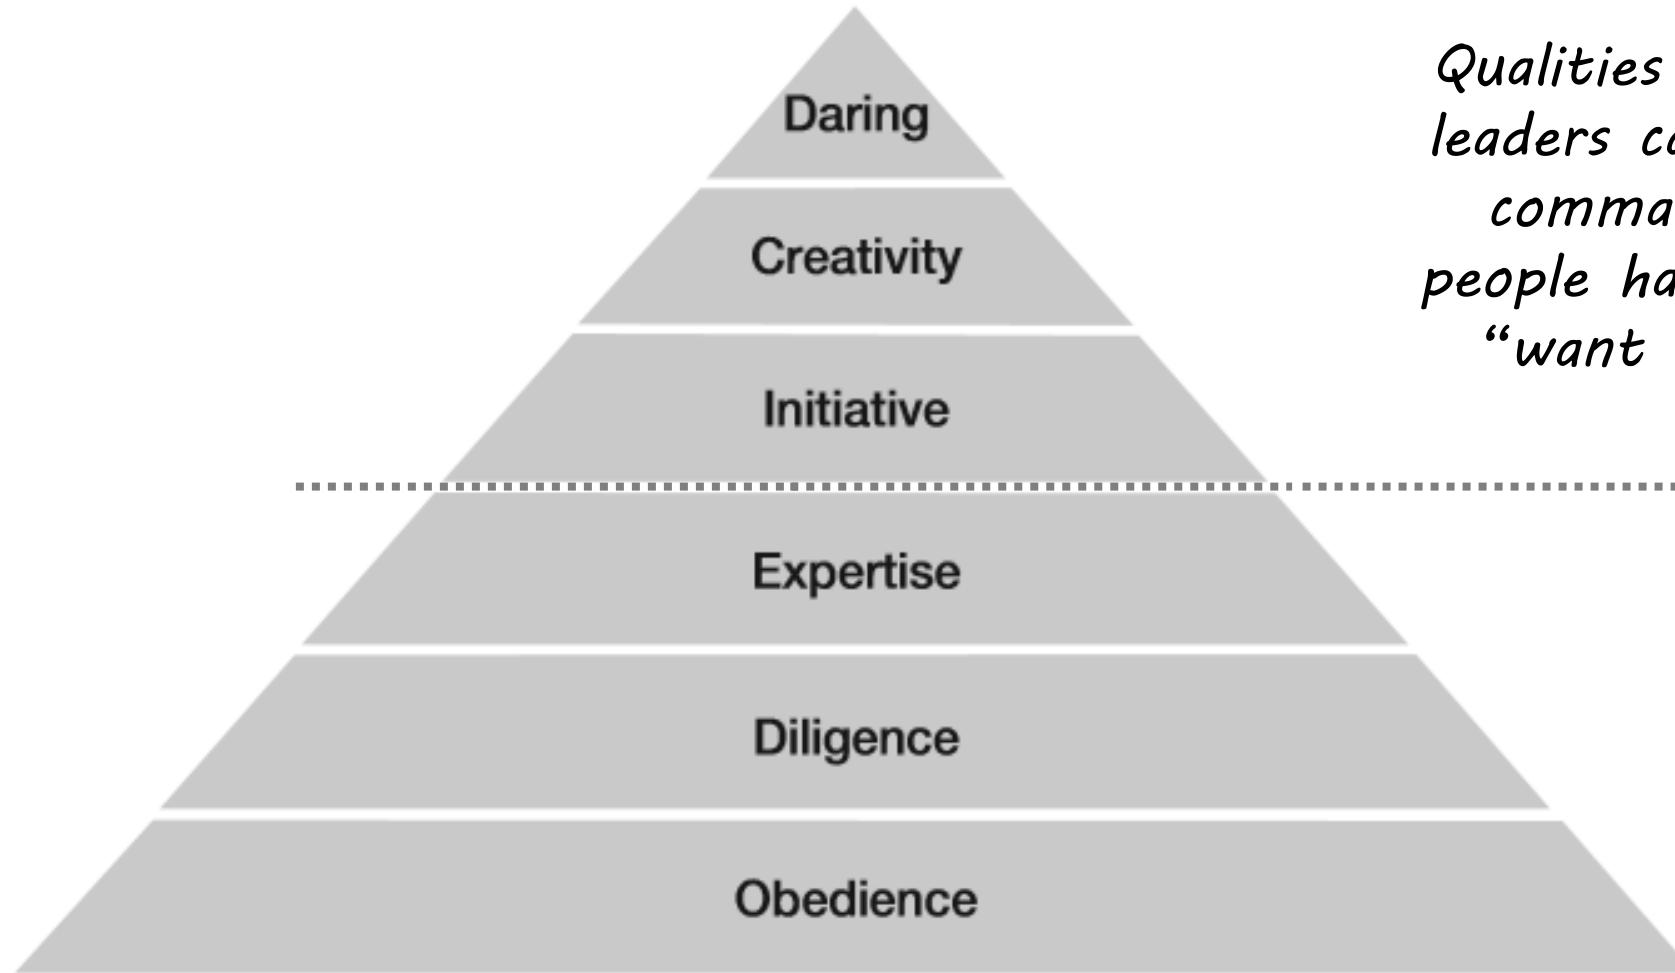 Daring
Creativity
Initiative
Expertise
Diligence
Obedience
Qualities
leaders
comma
people ha
“want